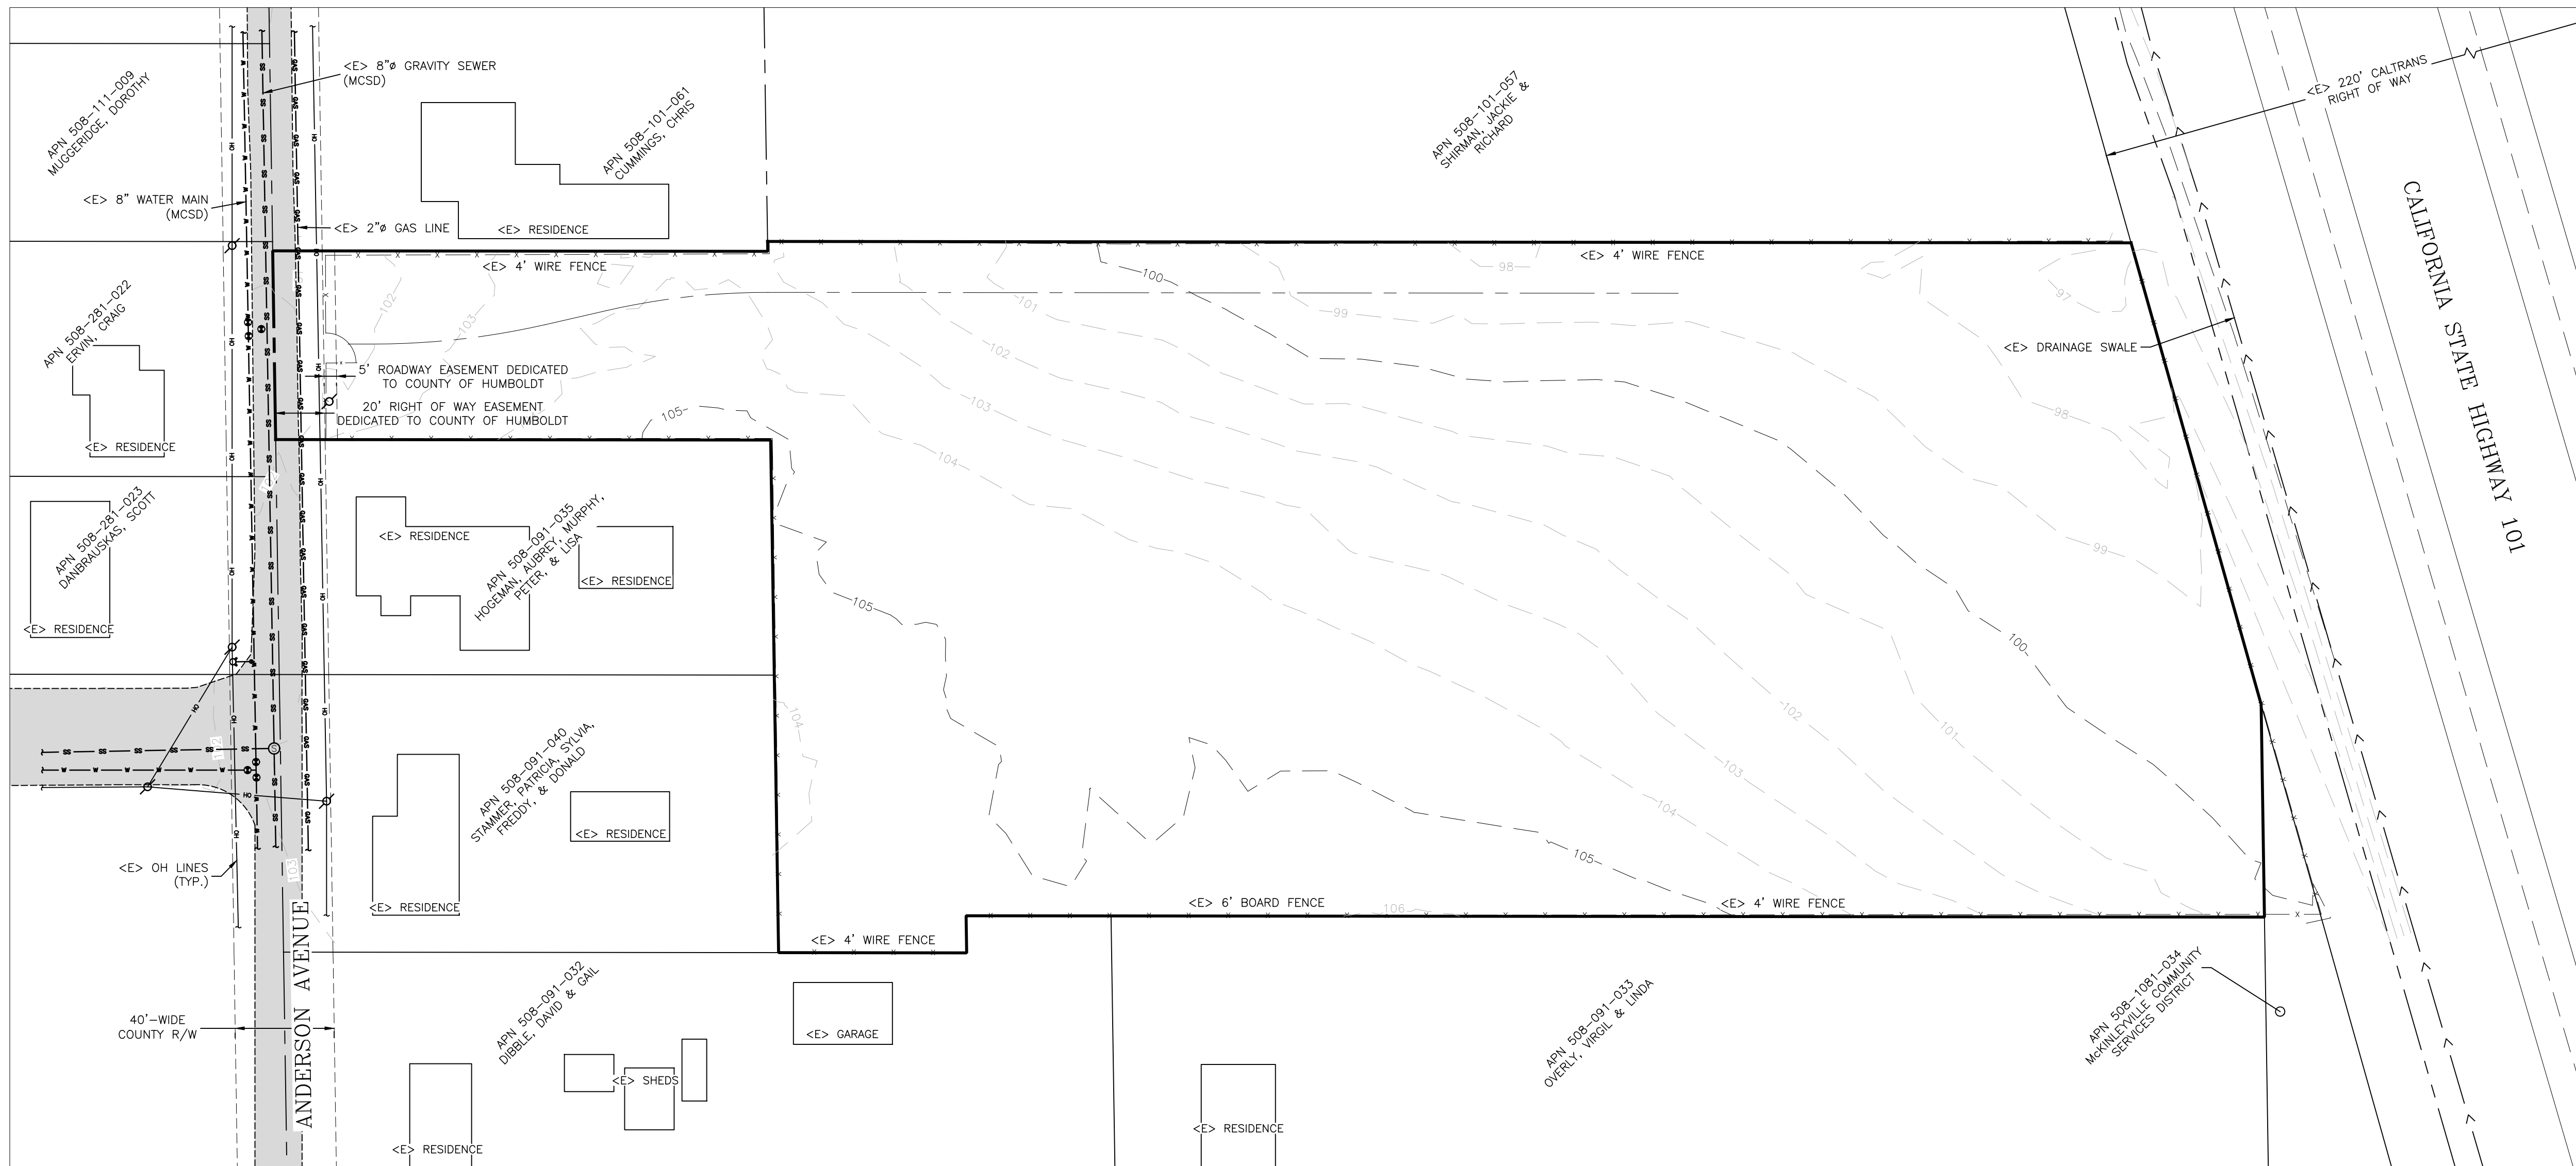 <E> 8"ø GRAVITY SEWER
(MCSD)
APN 508-111-009
MUGGERIDGE, DOROTHY
<E> 8" WATER MAIN
(MCSD)
<E> 2"ø GAS LINE
APN 508-101-061
CUMMINGS, CHRIS
<E> RESIDENCE
APN 508-101-057
SHIRMAN, JACKIE &
RICHARD
<E> 220' CALTRANS
RIGHT OF WAY
CALIFORNIA STATE HIGHWAY 101
<E> 4' WIRE FENCE
<E> 4' WIRE FENCE
<E> DRAINAGE SWALE
APN 508-281-022
ERVIN, CRAIG
<E> RESIDENCE
5' ROADWAY EASEMENT DEDICATED
TO COUNTY OF HUMBOLDT
20' RIGHT OF WAY EASEMENT
DEDICATED TO COUNTY OF HUMBOLDT
102
103
101
100
98
99
97
98
102
103
104
105
99
APN 508-281-023
DANBRAUSKAS, SCOTT
<E> RESIDENCE
<E> RESIDENCE
APN 508-091-035
HOGEMAN, AUBREY, MURPHY,
PETER, & LISA
<E> RESIDENCE
105
100
104
102
101
103
104
105
106
APN 508-091-040
STAMMER, PATRICIA, SYLVIA,
FREDDY, & DONALD
<E> RESIDENCE
<E> RESIDENCE
<E> OH LINES
(TYP.)
103
ANDERSON AVENUE
40'-WIDE
COUNTY R/W
<E> 4' WIRE FENCE
<E> 6' BOARD FENCE
<E> 4' WIRE FENCE
APN 508-091-032
DIBBLE, DAVID & GAIL
<E> GARAGE
<E> SHEDS
<E> RESIDENCE
<E> RESIDENCE
APN 508-091-033
OVERLY, VIRGIL & LINDA
APN 508-1081-034
McKINLEYVILLE COMMUNITY
SERVICES DISTRICT